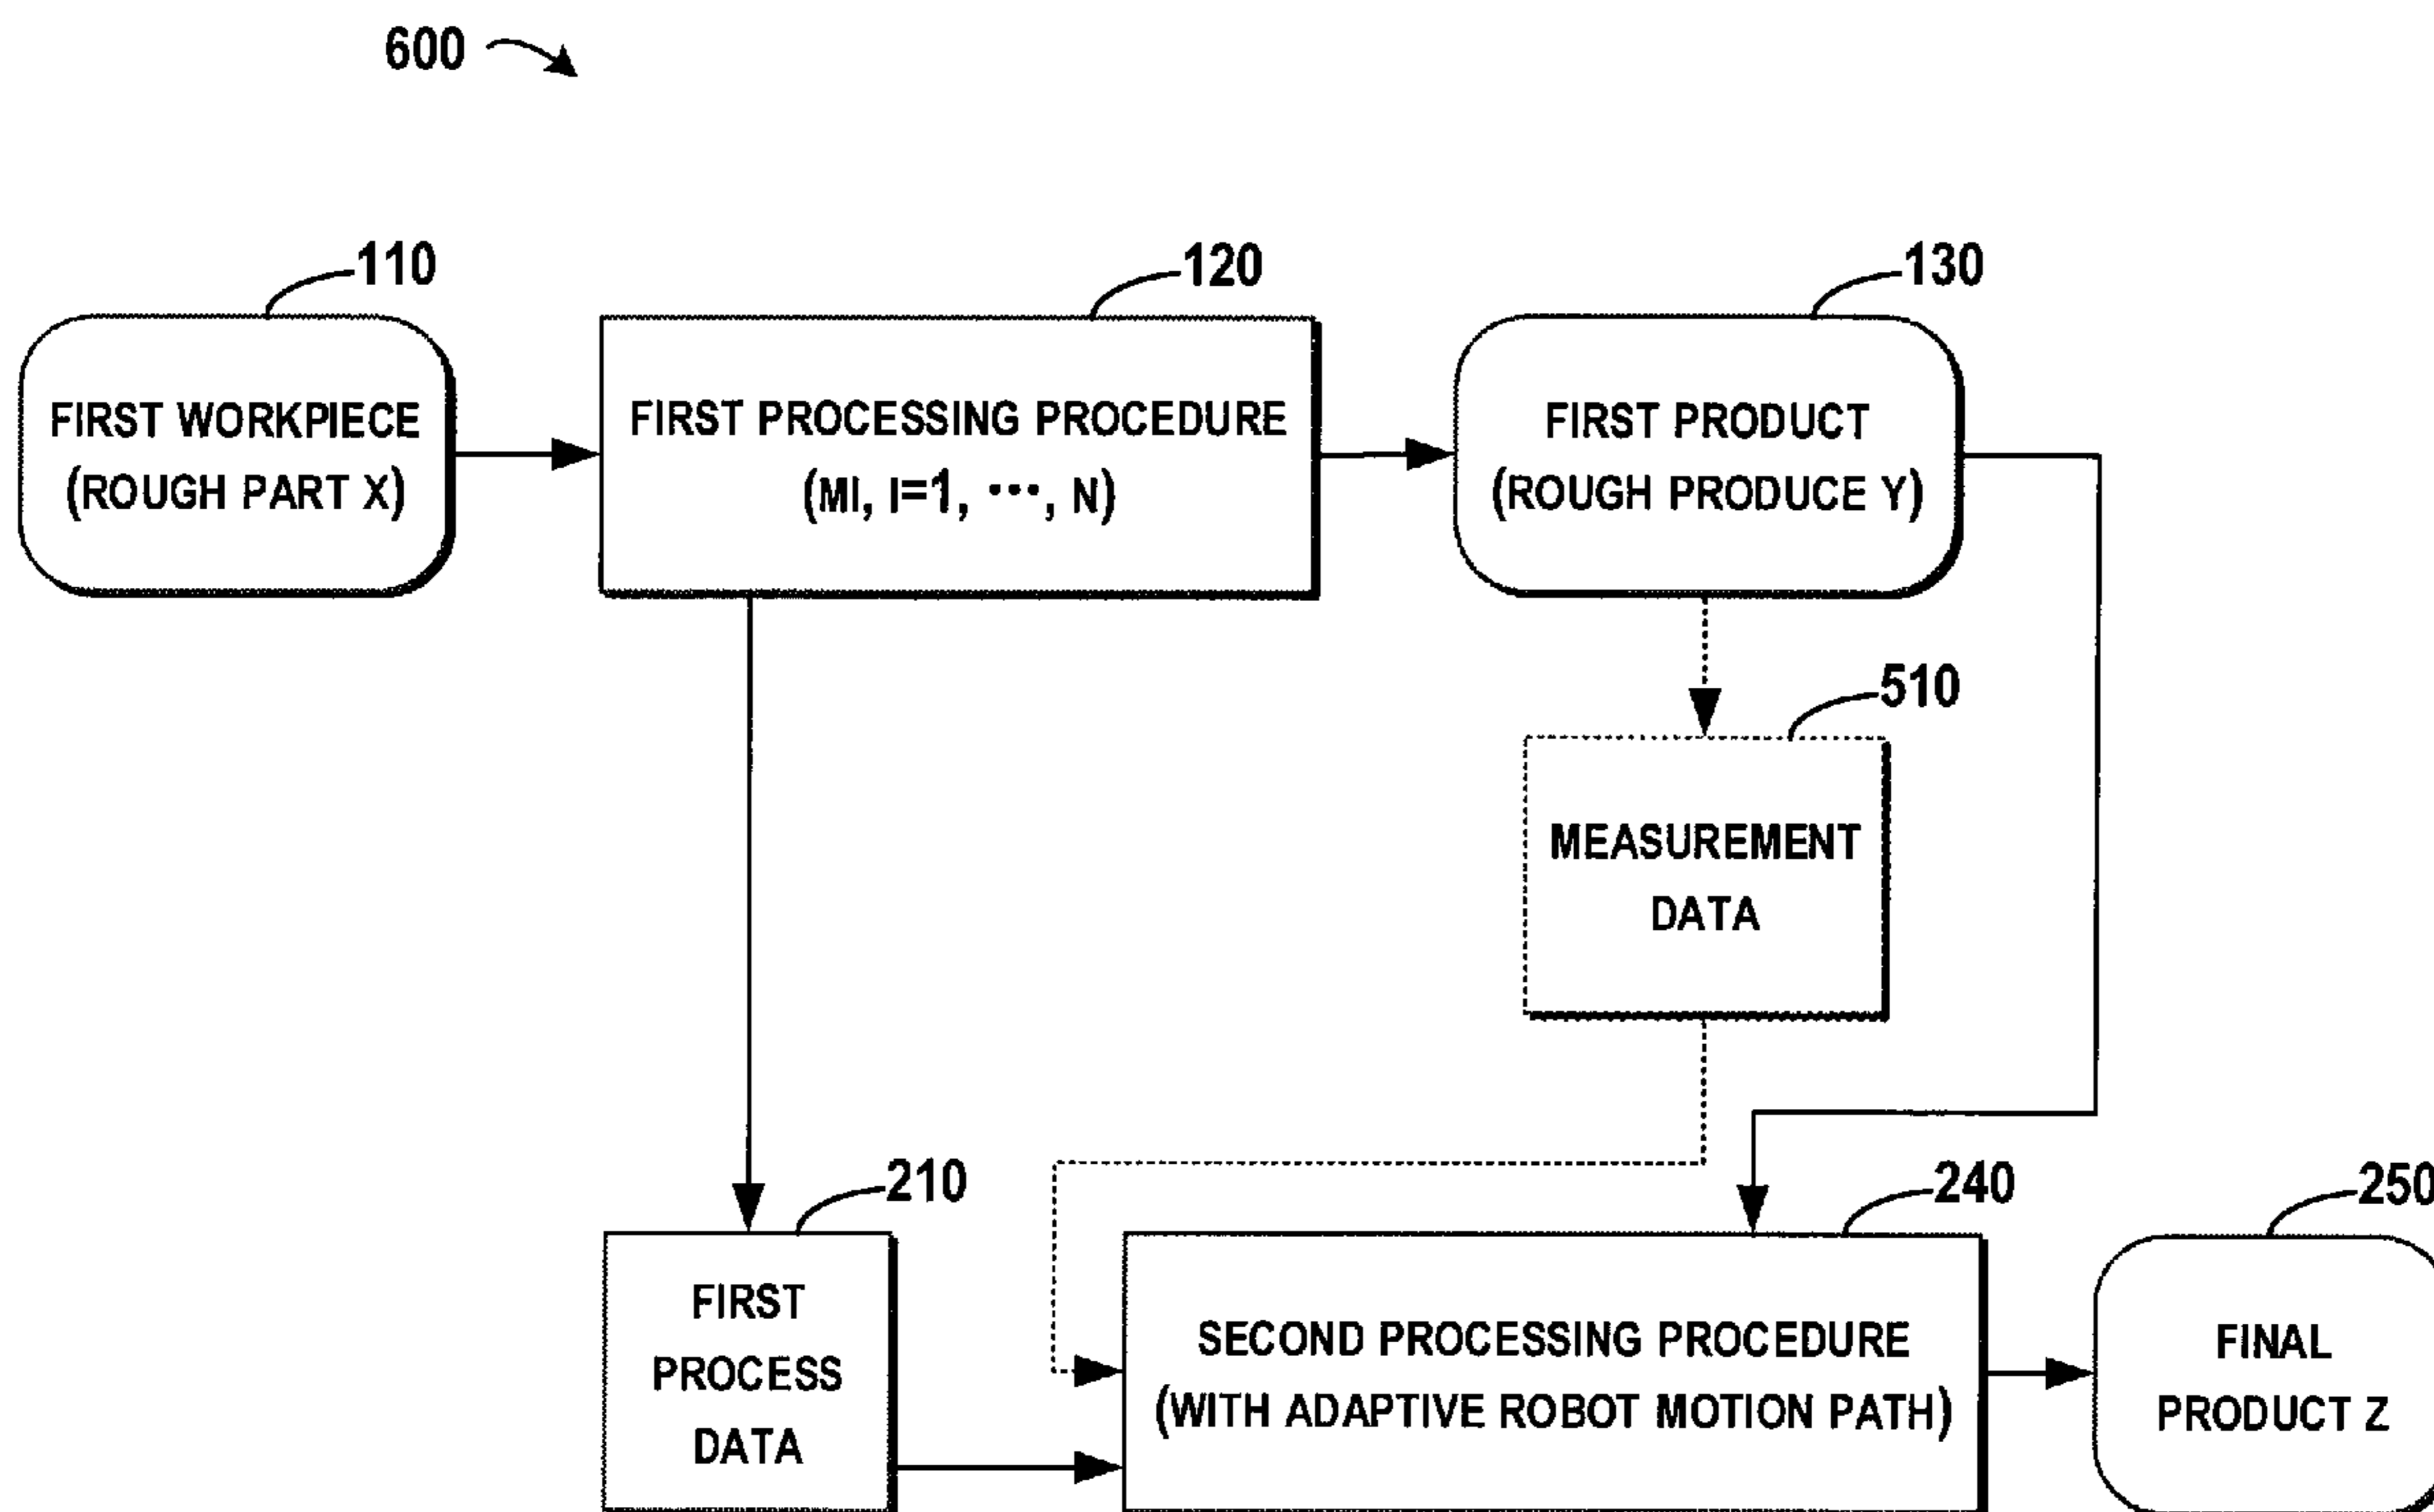 600
110
120
130
FIRST WORKPIECE
(ROUGH PART X)
FIRST PROCESSING PROCEDURE
(MI, I=1, ···, N)
FIRST PRODUCT
(ROUGH PRODUCE Y)
510
MEASUREMENT
DATA
210
240
250
FIRST
PROCESS
DATA
SECOND PROCESSING PROCEDURE
(WITH ADAPTIVE ROBOT MOTION PATH)
FINAL
PRODUCT Z